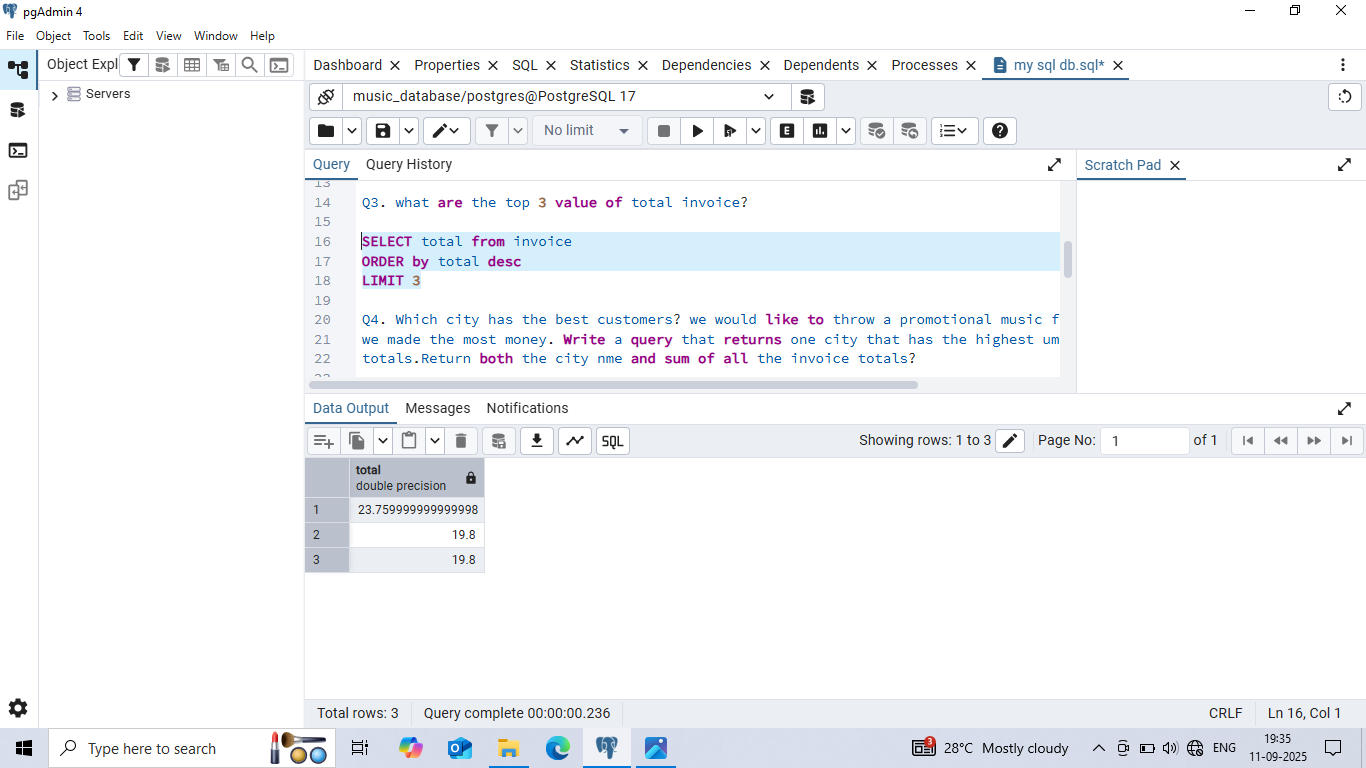 pgAdmin 4
File Object Tools Edit View Window Help
Object Expl
Servers
Dashboard Properties SQL Statistics Dependencies Dependents Processes my sql db.sql*
music_database/postgres@PostgreSQL 17
No limit
Query Query History
Scratch Pad
13
14 Q3. what are the top 3 value of total invoice?
15
16 SELECT total from invoice
17 ORDER by total desc
18 LIMIT 3
19
20 Q4. Which city has the best customers? we would like to throw a promotional music f
21 we made the most money. Write a query that returns one city that has the highest um
22 totals.Return both the city nme and sum of all the invoice totals?
Data Output Messages Notifications
SQL Showing rows: 1 to 3 Page No: 1 of 1
total
double precision
1 23.759999999999998
2 19.8
3 19.8
Total rows: 3 Query complete 00:00:00.236 CRLF Ln 16, Col 1
Type here to search
3 28°C Mostly cloudy ENG 19:35
11-09-2025